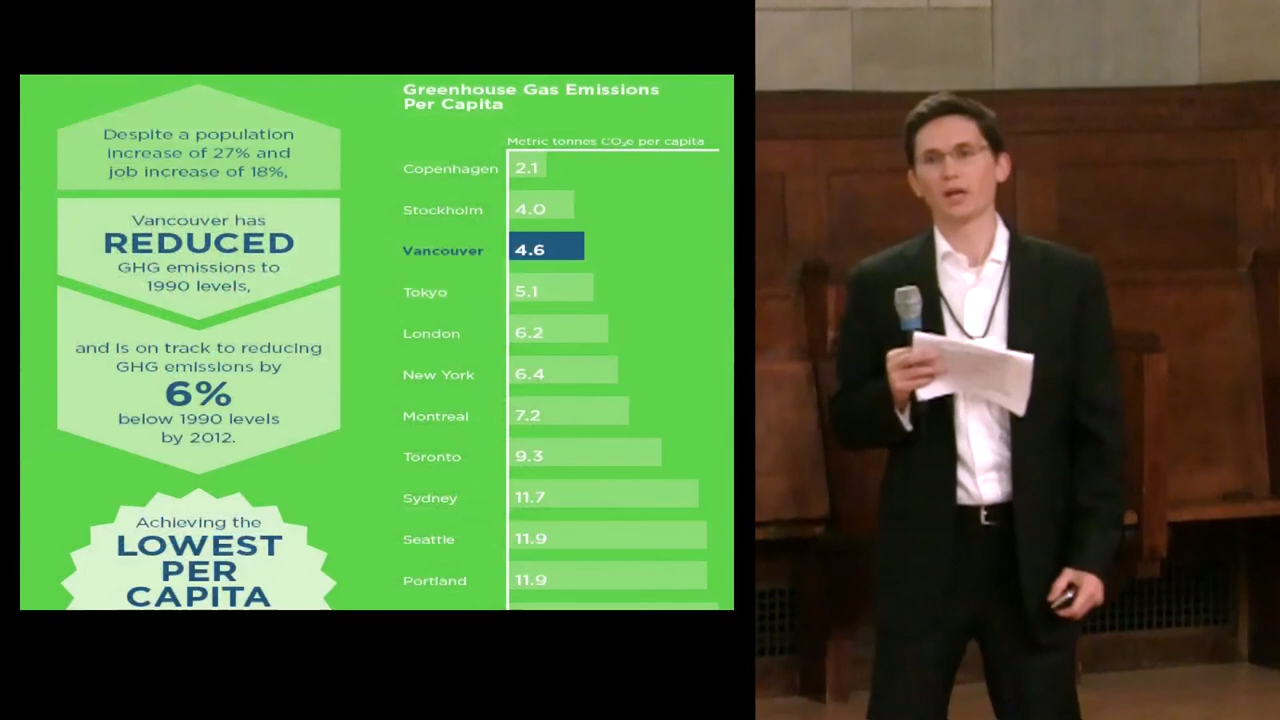 Despite a population
increase of 27% and
job increase of 18%,
Vancouver has
REDUCED
GHG emissions to
1990 levels,
and is on track to reducing
GHG emissions by
6%
below 1990 levels
by 2012.
Achieving the
LOWEST
PER
CAPITA
Greenhouse Gas Emissions
Per Capita
Metric tonnes CO₂e per capita
Copenhagen 2.1
Stockholm 4.0
Vancouver 4.6
Tokyo 5.1
London 6.2
New York 6.4
Montreal 7.2
Toronto 9.3
Sydney 11.7
Seattle 11.9
Portland 11.9